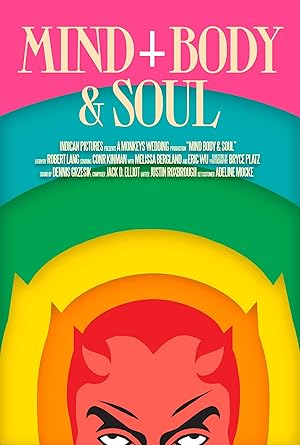 MIND + BODY
& SOUL
INDICAN PICTURES PRESENTS A MONKEYS WEDDING PRODUCTION "MIND BODY & SOUL"
A FILM BY ROBERT LANG STARRING CONR KINMAN WITH MELISSA BERGLAND AND ERIC WU DIRECTOR OF PHOTOGRAPHY BRYCE PLATZ
SOUND BY DENNIS GRZESIK COMPOSER JACK D. ELLIOT GAFFER JUSTIN ROXBROUGH SET COSTUMER ADELINE MOCKE